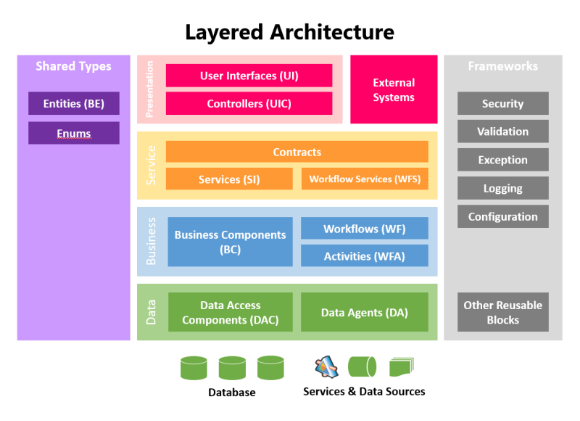 Layered Architecture
Shared Types
Entities (BE)
Enums
Presentation
User Interfaces (UI)
Controllers (UIC)
External
Systems
Service
Contracts
Services (SI)
Workflow Services (WFS)
Business
Business Components
(BC)
Workflows (WF)
Activities (WFA)
Data
Data Access
Components (DAC)
Data Agents (DA)
Frameworks
Security
Validation
Exception
Logging
Configuration
Other Reusable
Blocks
Database
Services & Data Sources